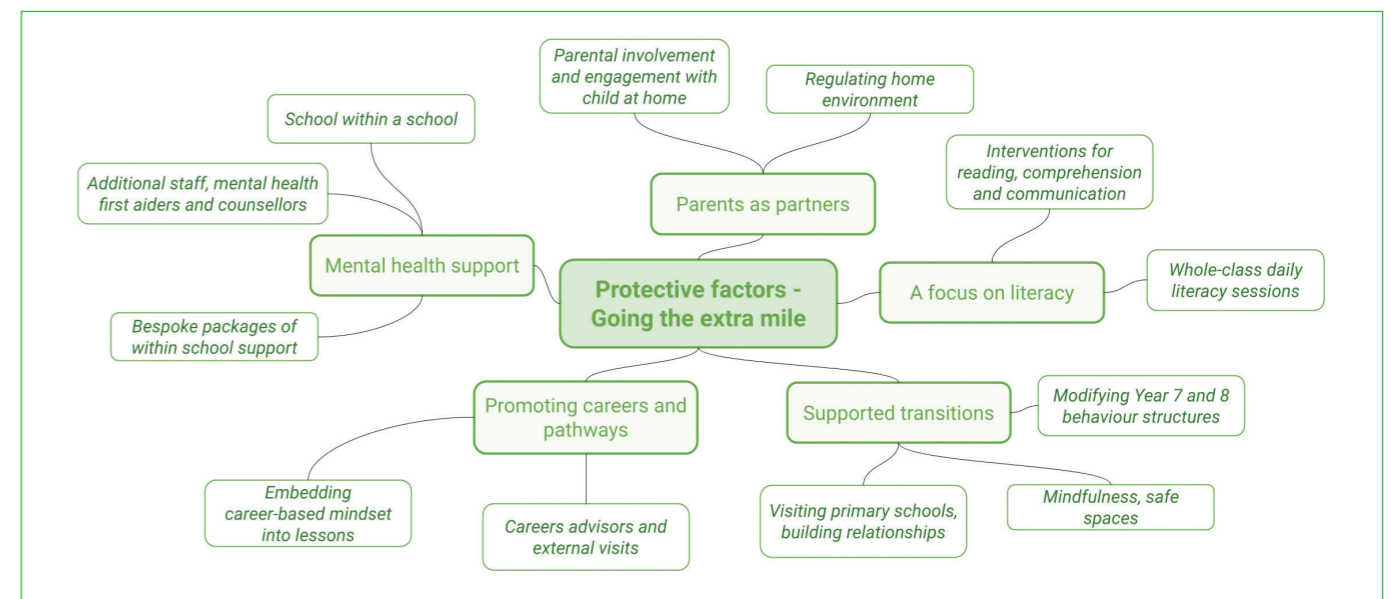 Parental involvement
and engagement with
child at home
Regulating home
environment
School within a school
Interventions for
reading, comprehension
and communication
Additional staff, mental health
first aiders and counsellors
Parents as partners
Mental health support
Whole-class daily
literacy sessions
Protective factors -
Going the extra mile
A focus on literacy
Bespoke packages of
within school support
Promoting careers and
pathways
Supported transitions
Modifying Year 7 and 8
behaviour structures
Embedding
career-based mindset
into lessons
Careers advisors and
external visits
Visiting primary schools,
building relationships
Mindfulness, safe
spaces